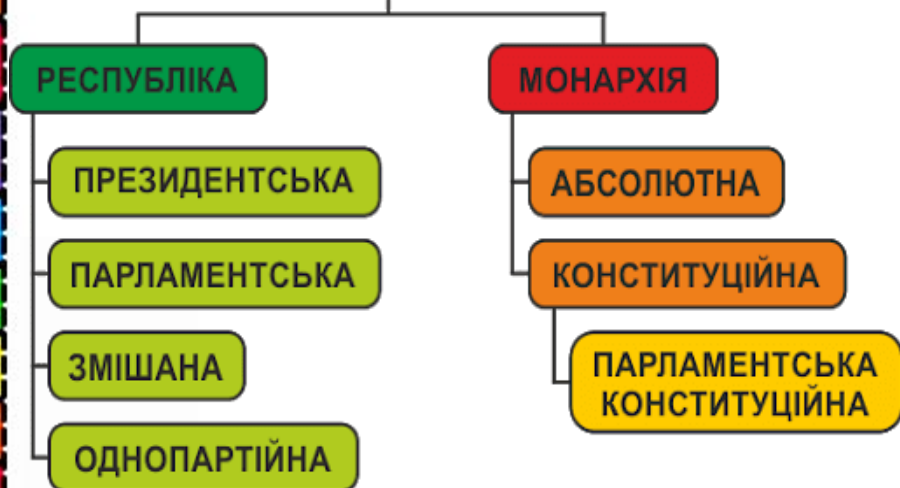 РЕСПУБЛІКА
ПРЕЗИДЕНТСЬКА
ПАРЛАМЕНТСЬКА
ЗМІШАНА
ОДНОПАРТІЙНА
МОНАРХІЯ
АБСОЛЮТНА
КОНСТИТУЦІЙНА
ПАРЛАМЕНТСЬКА
КОНСТИТУЦІЙНА